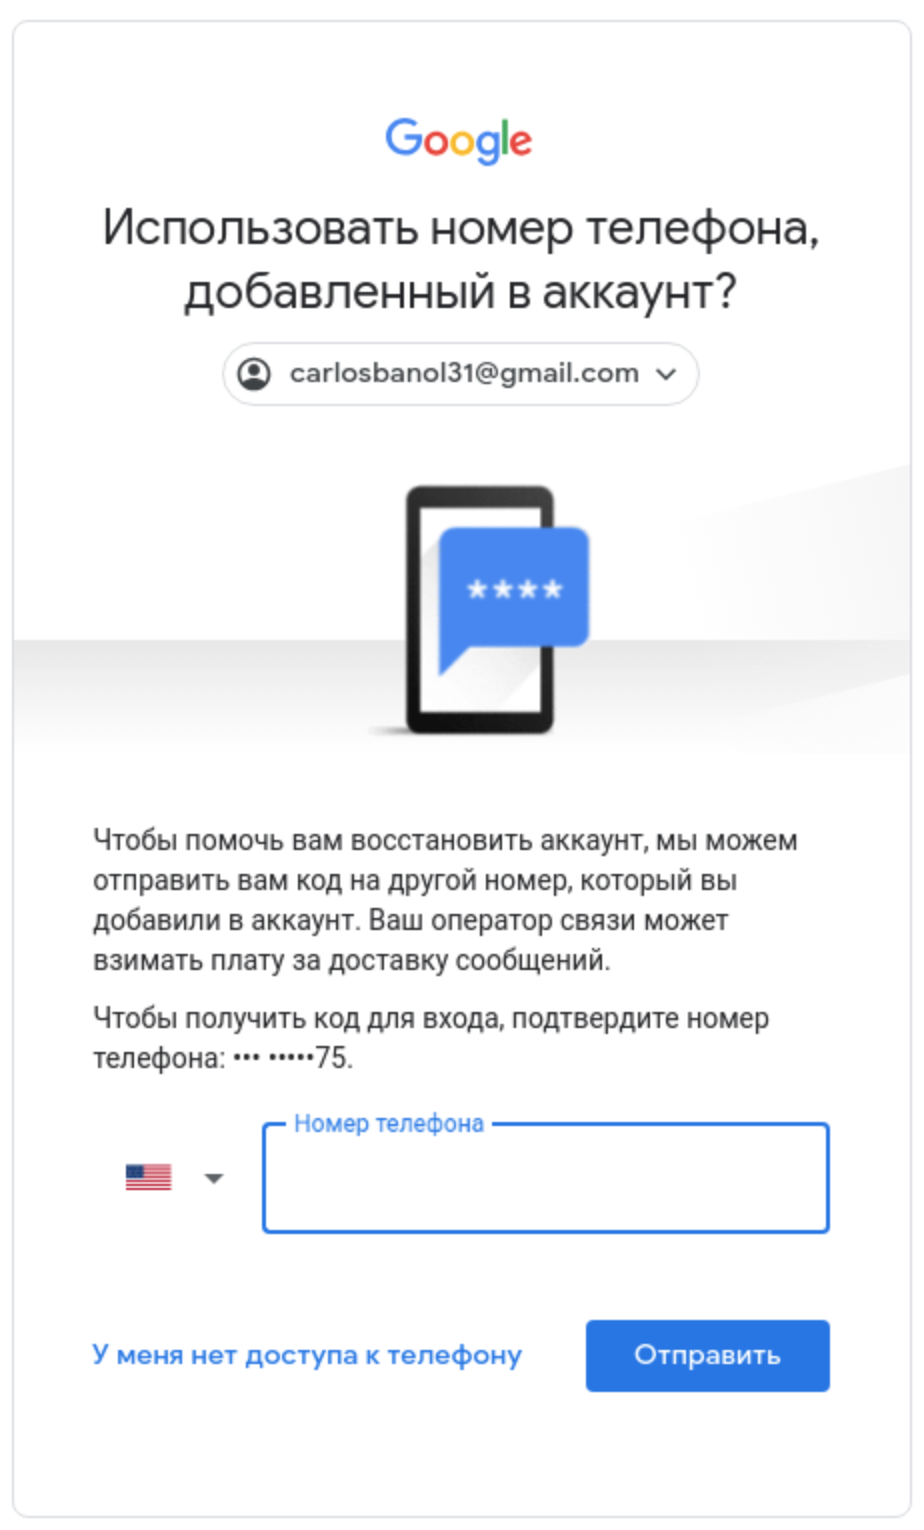 Google
Использовать номер телефона,
добавленный в аккаунт?
carlosbanol31@gmail.com
****
Чтобы помочь вам восстановить аккаунт, мы можем
отправить вам код на другой номер, который вы
добавили в аккаунт. Ваш оператор связи может
взимать плату за доставку сообщений.
Чтобы получить код для входа, подтвердите номер
телефона: ••• •••••75.
Номер телефона
У меня нет доступа к телефону
Отправить